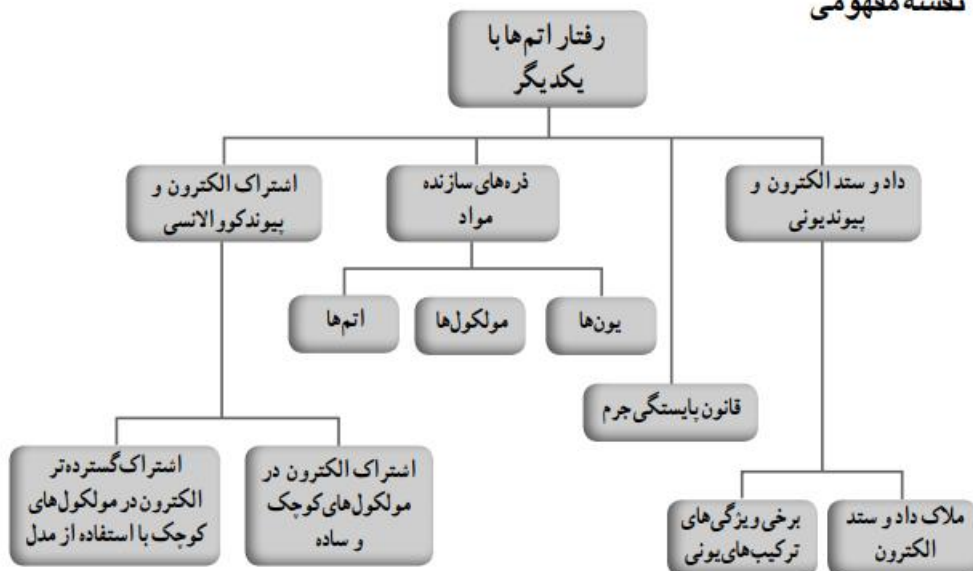 نقشه مفهومی
رفتار اتم‌ها با
یکدیگر
داد و ستد الکترون و
پیوند یونی
ذره‌های سازنده
مواد
اشتراک الکترون و
پیوند کووالانسی
یون‌ها
مولکول‌ها
اتم‌ها
قانون پایستگی جرم
ملاک داد و ستد
الکترون
برخی ویژگی‌های
ترکیب‌های یونی
اشتراک الکترون در
مولکول‌های کوچک
و ساده
اشتراک گسترده‌تر
الکترون در مولکول‌های
کوچک با استفاده از مدل